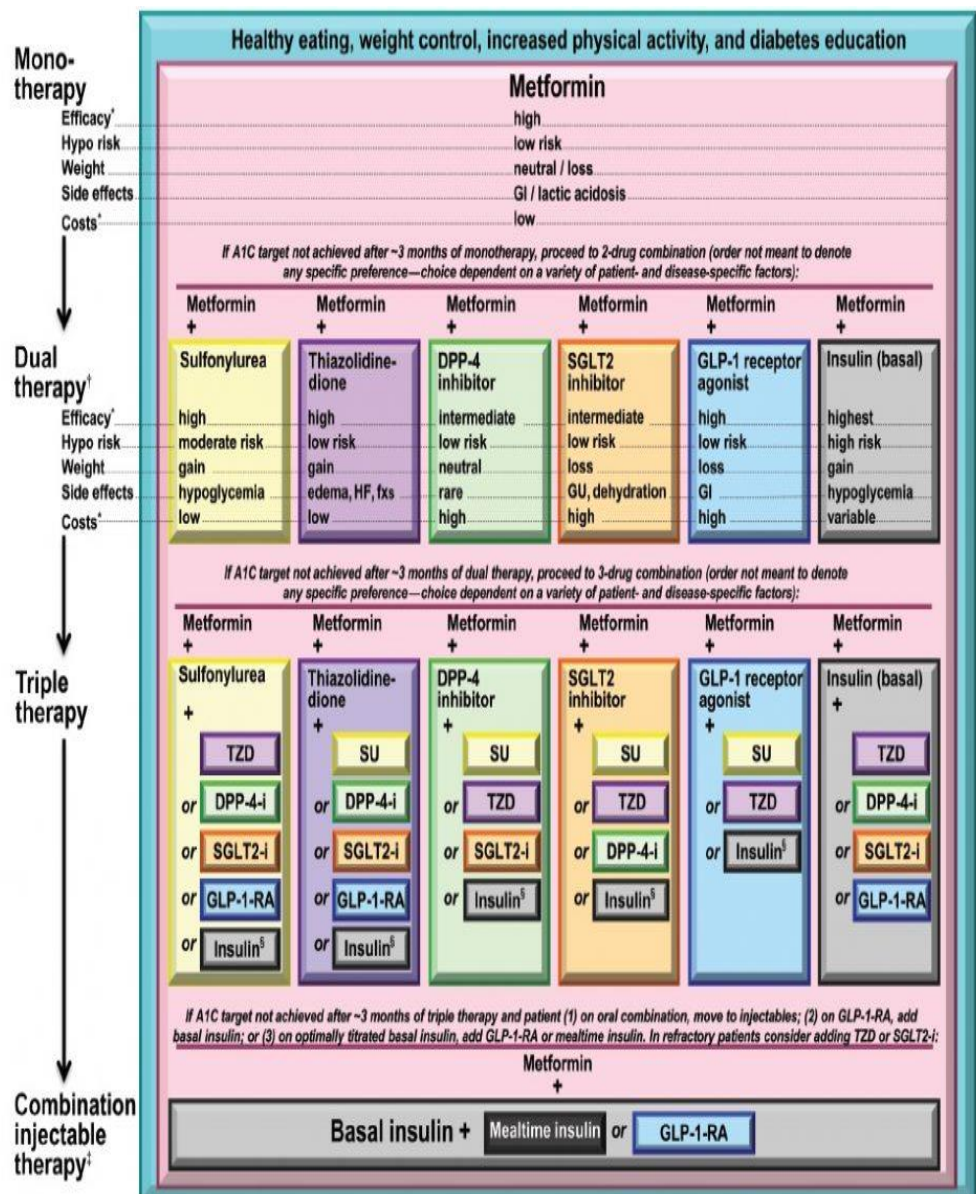 Healthy eating, weight control, increased physical activity, and diabetes education
Mono-
therapy
Metformin
Efficacy* high
Hypo risk low risk
Weight neutral / loss
Side effects GI / lactic acidosis
Costs* low
If A1C target not achieved after ~3 months of monotherapy, proceed to 2-drug combination (order not meant to denote
any specific preference—choice dependent on a variety of patient- and disease-specific factors):
Metformin Metformin Metformin Metformin Metformin Metformin
+ + + + + +
Dual
therapy†
Sulfonylurea Thiazolidine- DPP-4 SGLT2 GLP-1 receptor Insulin (basal)
dione inhibitor inhibitor agonist
Efficacy* high high intermediate intermediate high highest
Hypo risk moderate risk low risk low risk low risk low risk high risk
Weight gain gain neutral loss loss gain
Side effects hypoglycemia edema, HF, fxs rare GU, dehydration GI hypoglycemia
Costs* low low high high high variable
If A1C target not achieved after ~3 months of dual therapy, proceed to 3-drug combination (order not meant to denote
any specific preference—choice dependent on a variety of patient- and disease-specific factors):
Metformin Metformin Metformin Metformin Metformin Metformin
+ + + + + +
Triple
therapy
Sulfonylurea Thiazolidine- DPP-4 SGLT2 GLP-1 receptor Insulin (basal)
dione inhibitor inhibitor agonist
+ + + + + +
TZD SU SU SU SU TZD
or DPP-4-i or DPP-4-i or TZD or TZD or TZD or DPP-4-i
or SGLT2-i or SGLT2-i or SGLT2-i or DPP-4-i or Insulin§ or SGLT2-i
or GLP-1-RA or GLP-1-RA or Insulin§ or Insulin§ or GLP-1-RA
or Insulin§ or Insulin§
If A1C target not achieved after ~3 months of triple therapy and patient (1) on oral combination, move to injectables; (2) on GLP-1-RA, add
basal insulin; or (3) on optimally titrated basal insulin, add GLP-1-RA or mealtime insulin. In refractory patients consider adding TZD or SGLT2-i:
Metformin
+
Combination
injectable
therapy‡
Basal insulin + Mealtime insulin or GLP-1-RA